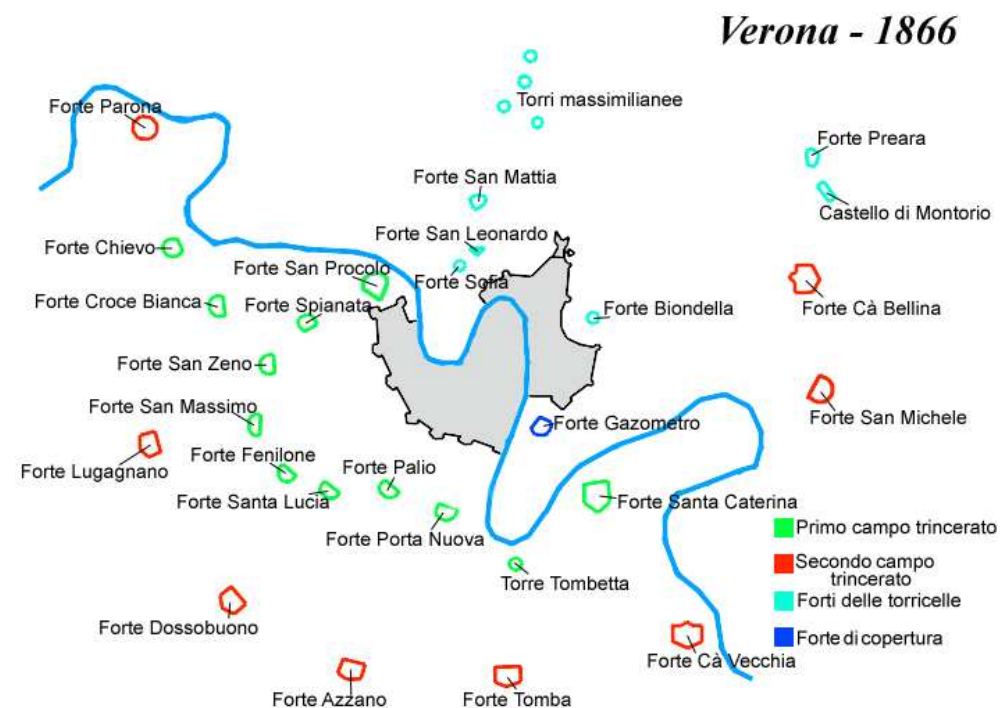 Verona - 1866
Torri massimilianee
Forte Parona
Forte Preara
Forte San Mattia
Castello di Montorio
Forte San Leonardo
Forte Chievo
Forte San Procolo
Forte Sofia
Forte Croce Bianca
Forte Spianata
Forte Biondella
Forte Cà Bellina
Forte San Zeno
Forte San Massimo
Forte San Michele
Forte Gazometro
Forte Fenilone
Forte Palio
Forte Lugagnano
Forte Santa Lucia
Forte Santa Caterina
Forte Porta Nuova
Torre Tombetta
Primo campo trincerato
Secondo campo
trincerato
Forti delle torricelle
Forte di copertura
Forte Dossobuono
Forte Cà Vecchia
Forte Azzano
Forte Tomba